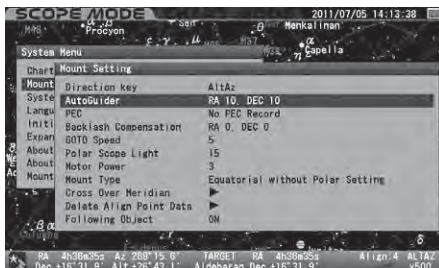 SCOPE MODE 2011/07/05 14:13:38
Procyon Menkalinan
System Menu
Capella
Chart Mount Setting
Mount Direction key AltAz
Syste AutoGuider RA 10, DEC 10
Langu PEC No PEC Record
Initi Backlash Compensation RA 0, DEC 0
Expan GOTO Speed 5
About Polar Scope Light 15
About Motor Power 3
Mount Mount Type Equatorial without Polar Setting
Cross Over Meridian ▶
Delete Align Point Data ▶
Following Object ON
RA 4h36m35s Az 288°15.6' TARGET RA 4h36m35s Align:4 ALTAZ
Dec +16°31.9' Alt +26°43.1' Aldebaran Dec +16°31.9' x500